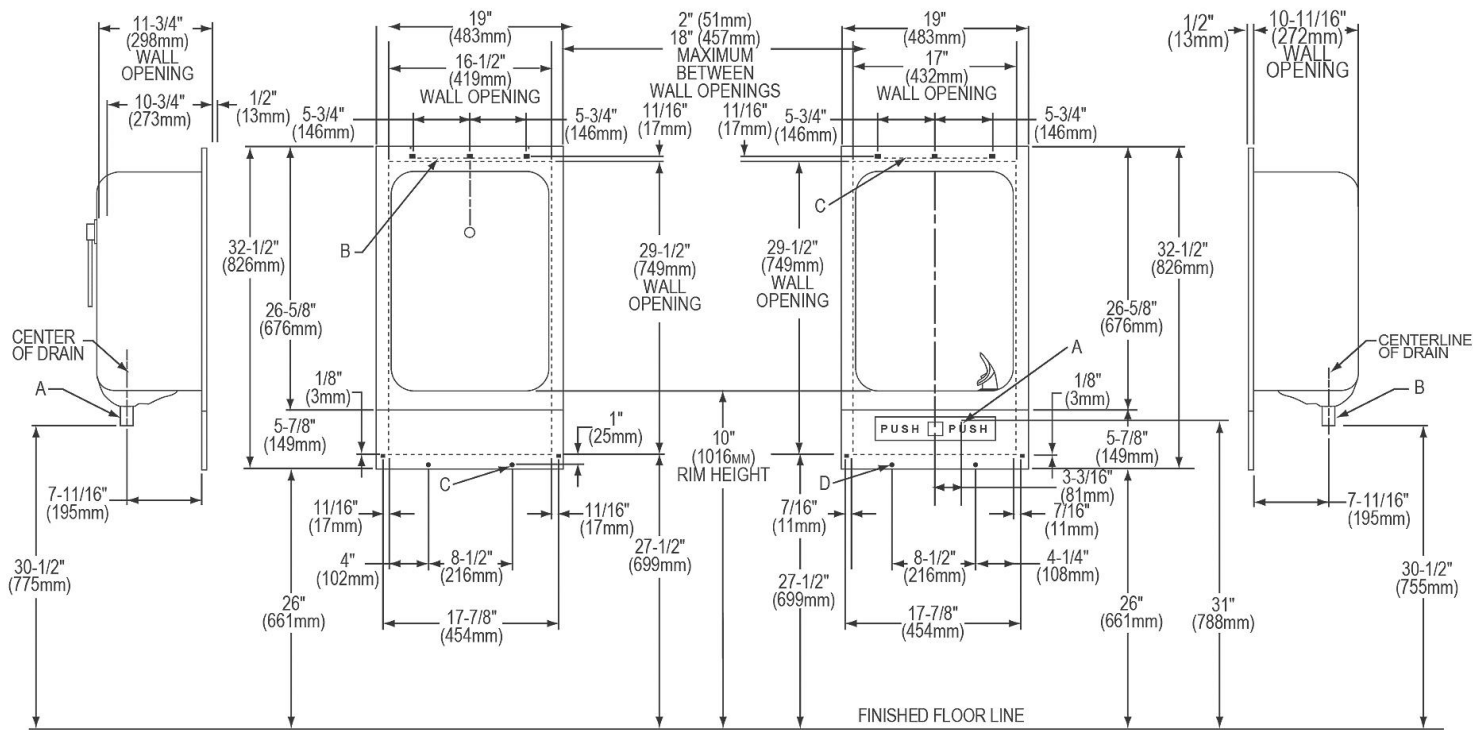 11-3/4"
(298mm)
WALL
OPENING
10-3/4"
(273mm)
1/2"
(13mm)
CENTER
OF DRAIN
A
7-11/16"
(195mm)
30-1/2"
(775mm)
19"
(483mm)
16-1/2"
(419mm)
WALL OPENING
5-3/4"
(146mm)
5-3/4"
(146mm)
11/16"
(17mm)
B
32-1/2"
(826mm)
26-5/8"
(676mm)
29-1/2"
(749mm)
WALL
OPENING
1/8"
(3mm)
5-7/8"
(149mm)
1"
(25mm)
C
11/16"
(17mm)
11/16"
(17mm)
4"
(102mm)
8-1/2"
(216mm)
17-7/8"
(454mm)
26"
(661mm)
27-1/2"
(699mm)
2" (51mm)
18" (457mm)
MAXIMUM
BETWEEN
WALL OPENINGS
10"
(1016MM)
RIM HEIGHT
19"
(483mm)
17"
(432mm)
WALL OPENING
11/16"
(17mm)
5-3/4"
(146mm)
5-3/4"
(146mm)
C
29-1/2"
(749mm)
WALL
OPENING
32-1/2"
(826mm)
26-5/8"
(676mm)
A
1/8"
(3mm)
PUSH PUSH
5-7/8"
(149mm)
D
3-3/16"
(81mm)
7/16"
(11mm)
7/16"
(11mm)
8-1/2"
(216mm)
4-1/4"
(108mm)
27-1/2"
(699mm)
17-7/8"
(454mm)
26"
(661mm)
31"
(788mm)
1/2"
(13mm)
10-11/16"
(272mm)
WALL
OPENING
CENTERLINE
OF DRAIN
B
7-11/16"
(195mm)
30-1/2"
(755mm)
FINISHED FLOOR LINE